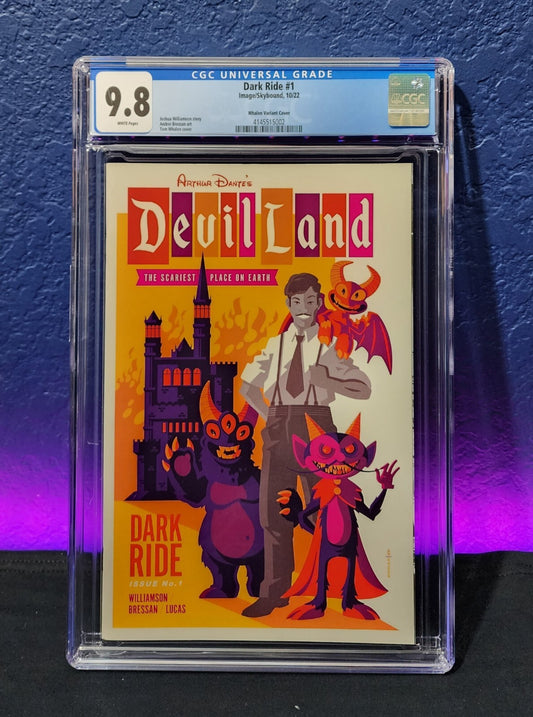 CGC UNIVERSAL GRADE
9.8
WHITE Pages
Dark Ride #1
Image/Skybound, 10/22
Whalen Variant Cover
4145515002
Joshua Williamson story
Andrei Bressan art
Tom Whalen cover
CGC
ARTHUR DANTE'S
Devil Land
THE SCARIEST PLACE ON EARTH
DARK
RIDE
ISSUE No.1
WILLIAMSON
BRESSAN LUCAS